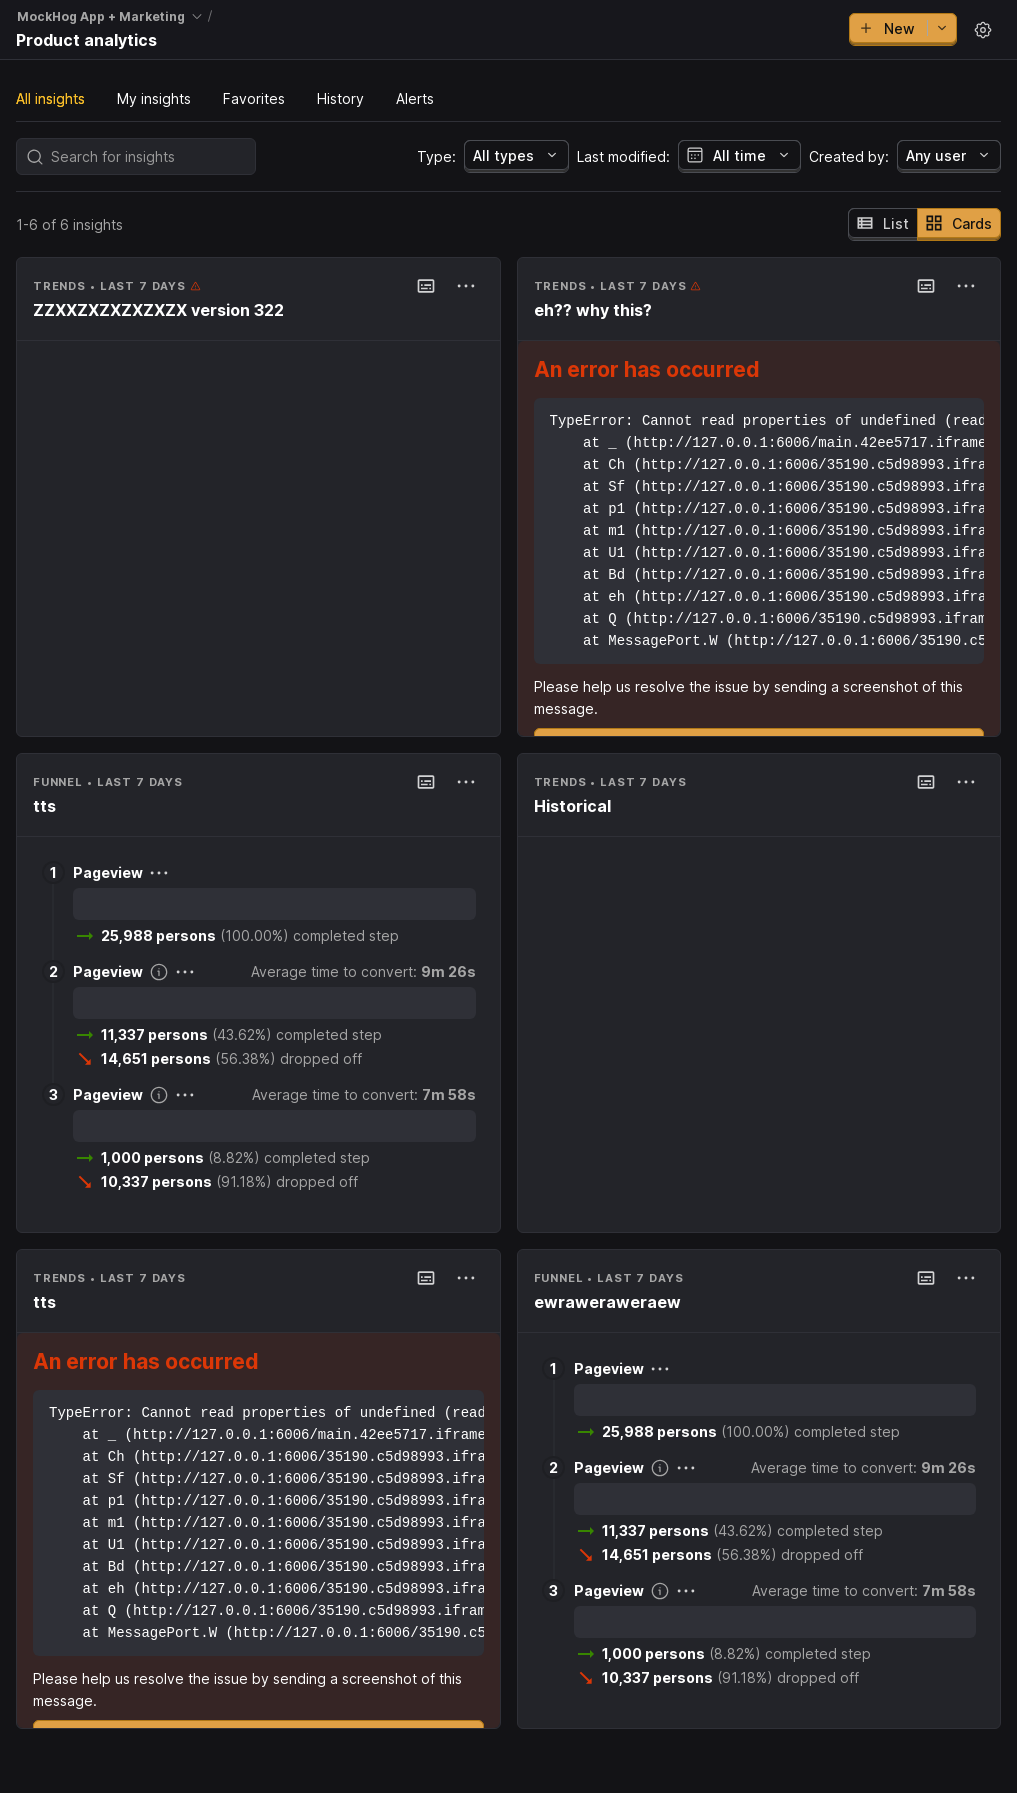 MockHog App + Marketing /
Product analytics
New
All insights
My insights
Favorites
History
Alerts
Search for insights
Type:
All types
Last modified:
All time
Created by:
Any user
1-6 of 6 insights
List
Cards
TRENDS • LAST 7 DAYS
ZZXXZXZXZXZXZX version 322
TRENDS • LAST 7 DAYS
eh?? why this?
An error has occurred
TypeError: Cannot read properties of undefined (read
at _ (http://127.0.0.1:6006/main.42ee5717.iframe
at Ch (http://127.0.0.1:6006/35190.c5d98993.ifra
at Sf (http://127.0.0.1:6006/35190.c5d98993.ifra
at p1 (http://127.0.0.1:6006/35190.c5d98993.ifra
at m1 (http://127.0.0.1:6006/35190.c5d98993.ifra
at U1 (http://127.0.0.1:6006/35190.c5d98993.ifra
at Bd (http://127.0.0.1:6006/35190.c5d98993.ifra
at eh (http://127.0.0.1:6006/35190.c5d98993.ifra
at Q (http://127.0.0.1:6006/35190.c5d98993.ifram
at MessagePort.W (http://127.0.0.1:6006/35190.c5
Please help us resolve the issue by sending a screenshot of this
message.
FUNNEL • LAST 7 DAYS
tts
1 Pageview
25,988 persons (100.00%) completed step
2 Pageview Average time to convert: 9m 26s
11,337 persons (43.62%) completed step
14,651 persons (56.38%) dropped off
3 Pageview Average time to convert: 7m 58s
1,000 persons (8.82%) completed step
10,337 persons (91.18%) dropped off
TRENDS • LAST 7 DAYS
Historical
TRENDS • LAST 7 DAYS
tts
An error has occurred
TypeError: Cannot read properties of undefined (read
at _ (http://127.0.0.1:6006/main.42ee5717.iframe
at Ch (http://127.0.0.1:6006/35190.c5d98993.ifra
at Sf (http://127.0.0.1:6006/35190.c5d98993.ifra
at p1 (http://127.0.0.1:6006/35190.c5d98993.ifra
at m1 (http://127.0.0.1:6006/35190.c5d98993.ifra
at U1 (http://127.0.0.1:6006/35190.c5d98993.ifra
at Bd (http://127.0.0.1:6006/35190.c5d98993.ifra
at eh (http://127.0.0.1:6006/35190.c5d98993.ifra
at Q (http://127.0.0.1:6006/35190.c5d98993.ifram
at MessagePort.W (http://127.0.0.1:6006/35190.c5
Please help us resolve the issue by sending a screenshot of this
message.
FUNNEL • LAST 7 DAYS
ewraweraweraew
1 Pageview
25,988 persons (100.00%) completed step
2 Pageview Average time to convert: 9m 26s
11,337 persons (43.62%) completed step
14,651 persons (56.38%) dropped off
3 Pageview Average time to convert: 7m 58s
1,000 persons (8.82%) completed step
10,337 persons (91.18%) dropped off